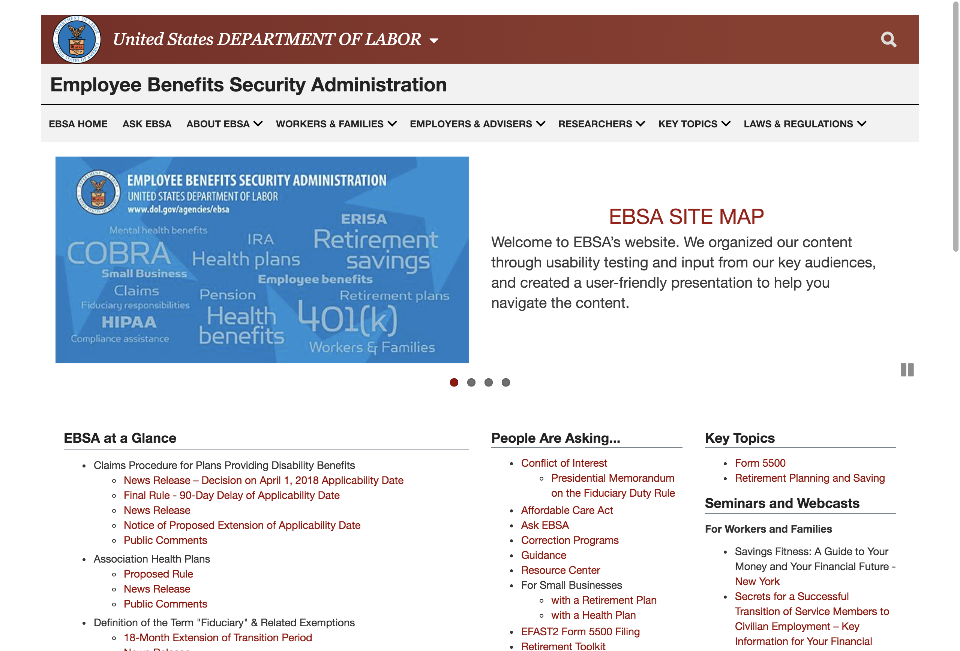 United States DEPARTMENT OF LABOR
Employee Benefits Security Administration
EBSA HOME ASK EBSA ABOUT EBSA WORKERS & FAMILIES EMPLOYERS & ADVISERS RESEARCHERS KEY TOPICS LAWS & REGULATIONS
EMPLOYEE BENEFITS SECURITY ADMINISTRATION
UNITED STATES DEPARTMENT OF LABOR
www.dol.gov/agencies/ebsa
Mental health benefits
ERISA
COBRA
IRA
Retirement
savings
Health plans
Small Business
Employee benefits
Claims
Pension
Retirement plans
Fiduciary responsibilities
HIPAA
Health
benefits
401(k)
Compliance assistance
Workers & Families
EBSA SITE MAP
Welcome to EBSA's website. We organized our content
through usability testing and input from our key audiences,
and created a user-friendly presentation to help you
navigate the content.
EBSA at a Glance
Claims Procedure for Plans Providing Disability Benefits
News Release – Decision on April 1, 2018 Applicability Date
Final Rule - 90-Day Delay of Applicability Date
News Release
Notice of Proposed Extension of Applicability Date
Public Comments
Association Health Plans
Proposed Rule
News Release
Public Comments
Definition of the Term "Fiduciary" & Related Exemptions
18-Month Extension of Transition Period
News Release
People Are Asking...
Conflict of Interest
Presidential Memorandum
on the Fiduciary Duty Rule
Affordable Care Act
Ask EBSA
Correction Programs
Guidance
Resource Center
For Small Businesses
with a Retirement Plan
with a Health Plan
EFAST2 Form 5500 Filing
Retirement Toolkit
Key Topics
Form 5500
Retirement Planning and Saving
Seminars and Webcasts
For Workers and Families
Savings Fitness: A Guide to Your
Money and Your Financial Future -
New York
Secrets for a Successful
Transition of Service Members to
Civilian Employment – Key
Information for Your Financial